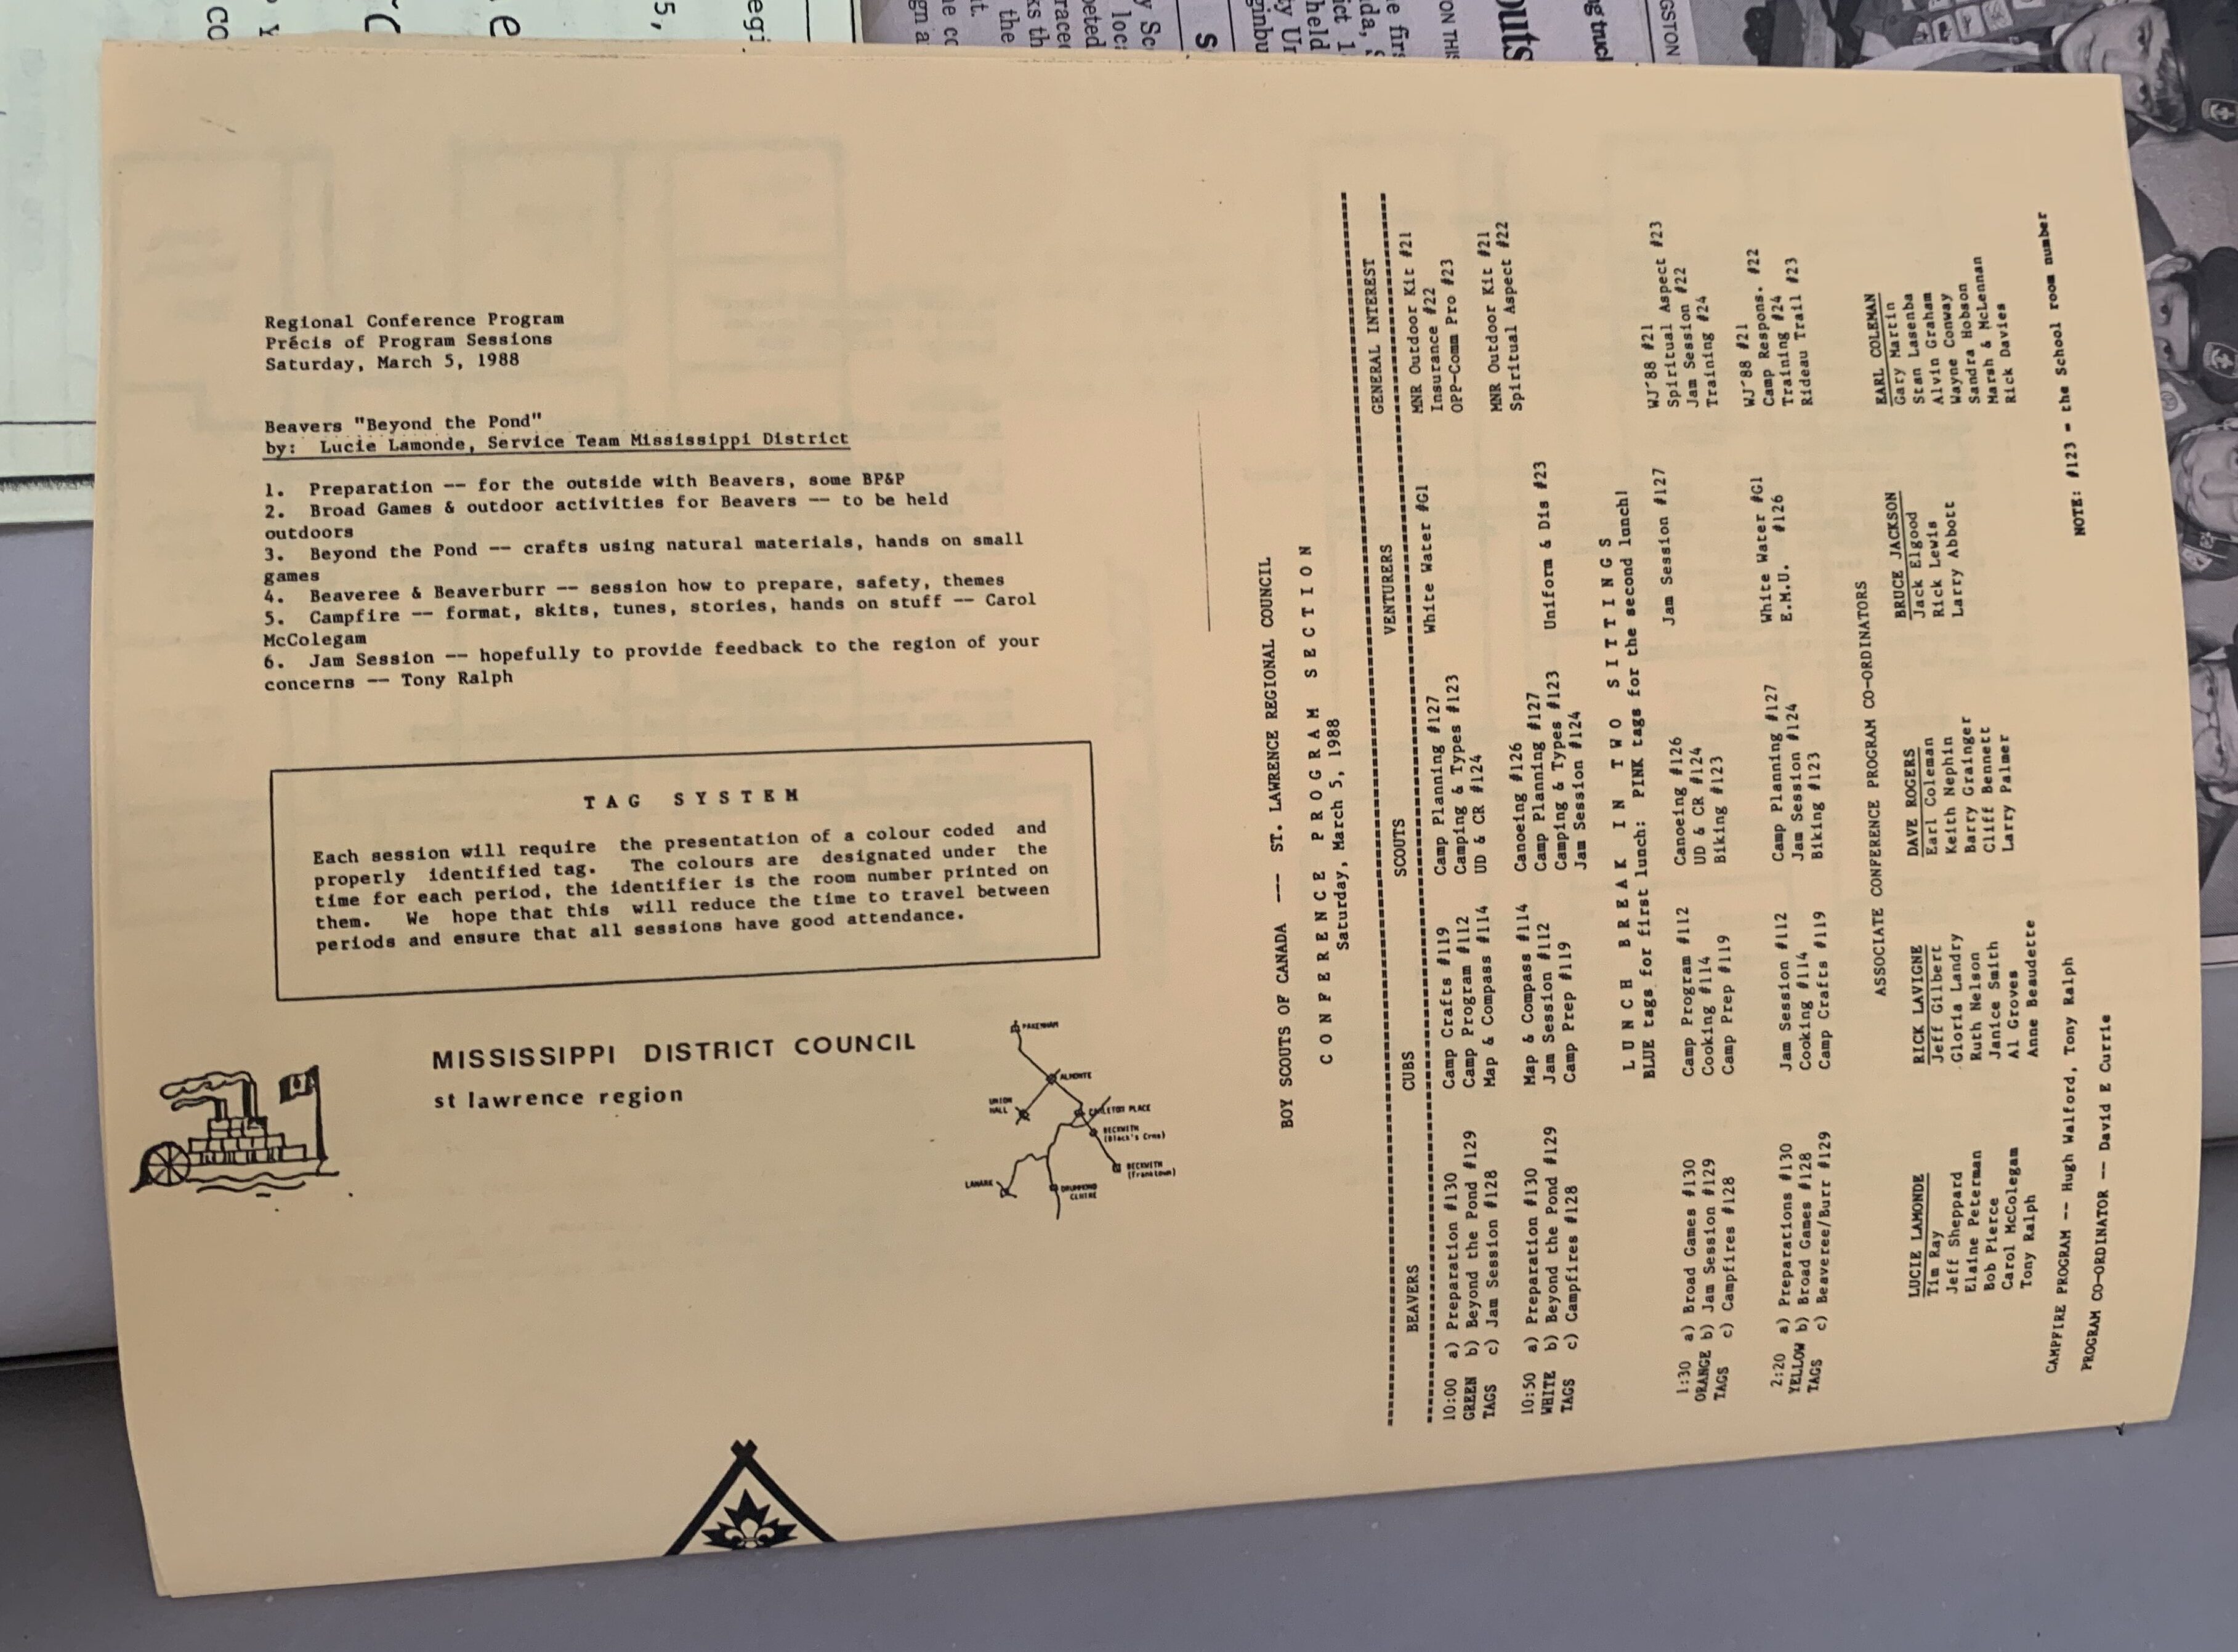 Regional Conference Program
Précis of Program Sessions
Saturday, March 5, 1988
Beavers "Beyond the Pond"
by: Lucie Lamonde, Service Team Mississippi District
1. Preparation -- for the outside with Beavers, some BP&P
2. Broad Games & outdoor activities for Beavers -- to be held
outdoors
3. Beyond the Pond -- crafts using natural materials, hands on small
games
4. Beaveree & Beaverburr -- session how to prepare, safety, themes
5. Campfire -- format, skits, tunes, stories, hands on stuff -- Carol
McColegam
6. Jam Session -- hopefully to provide feedback to the region of your
concerns -- Tony Ralph
TAG SYSTEM
Each session will require the presentation of a colour coded and
properly identified tag. The colours are designated under the
time for each period, the identifier is the room number printed on
them. We hope that this will reduce the time to travel between
periods and ensure that all sessions have good attendance.
MISSISSIPPI DISTRICT COUNCIL
st lawrence region
PAKENHAM
ALMONTE
UNION
HALL
CARLETON PLACE
BECKWITH
(Black's Crns)
BECKWITH
(Franktown)
LANARK
DRUMMOND
CENTRE
BOY SCOUTS OF CANADA --- ST. LAWRENCE REGIONAL COUNCIL
CONFERENCE PROGRAM SECTION
Saturday, March 5, 1988
BEAVERS CUBS SCOUTS VENTURERS GENERAL INTEREST
10:00 a) Preparation #130 Camp Crafts #119 Camp Planning #127 White Water #G1 MNR Outdoor Kit #21
GREEN b) Beyond the Pond #129 Camp Program #112 Camping & Types #123 Insurance #22
TAGS c) Jam Session #128 Map & Compass #114 UD & CR #124 OPP-Comm Pro #23
10:50 a) Preparation #130 Map & Compass #114 Canoeing #126 MNR Outdoor Kit #21
WHITE b) Beyond the Pond #129 Jam Session #112 Camp Planning #127 Uniform & Dis #23 Spiritual Aspect #22
TAGS c) Campfires #128 Camp Prep #119 Camping & Types #123
Jam Session #124
LUNCH BREAK IN TWO SITTINGS
BLUE tags for first lunch: PINK tags for the second lunch!
1:30 a) Broad Games #130 Camp Program #112 Canoeing #126 Jam Session #127 WJ'88 #21
ORANGE b) Jam Session #129 Cooking #114 UD & CR #124 Spiritual Aspect #23
TAGS c) Campfires #128 Camp Prep #119 Biking #123 Jam Session #22
Training #24
2:20 a) Preparations #130 Jam Session #112 Camp Planning #127 White Water #G1 WJ'88 #21
YELLOW b) Broad Games #128 Cooking #114 Jam Session #124 E.M.U. #126 Camp Respons. #22
TAGS c) Beaveree/Burr #129 Camp Crafts #119 Biking #123 Training #24
Rideau Trail #23
ASSOCIATE CONFERENCE PROGRAM CO-ORDINATORS
LUCIE LAMONDE RICK LAVIGNE DAVE ROGERS BRUCE JACKSON EARL COLEMAN
Tim Ray Jeff Gilbert Earl Coleman Jack Elgood Gary Martin
Jeff Sheppard Gloria Landry Keith Nephin Rick Lewis Stan Lasenba
Elaine Peterman Ruth Nelson Barry Grainger Larry Abbott Alvin Graham
Bob Pierce Janice Smith Cliff Bennett Wayne Conway
Carol McColegam Al Groves Larry Palmer Sandra Hobson
Tony Ralph Anne Beaudette Marsh & McLennan
Rick Davies
CAMPFIRE PROGRAM -- Hugh Walford, Tony Ralph
NOTE: #123 = the School room number
PROGRAM CO-ORDINATOR -- David E Currie